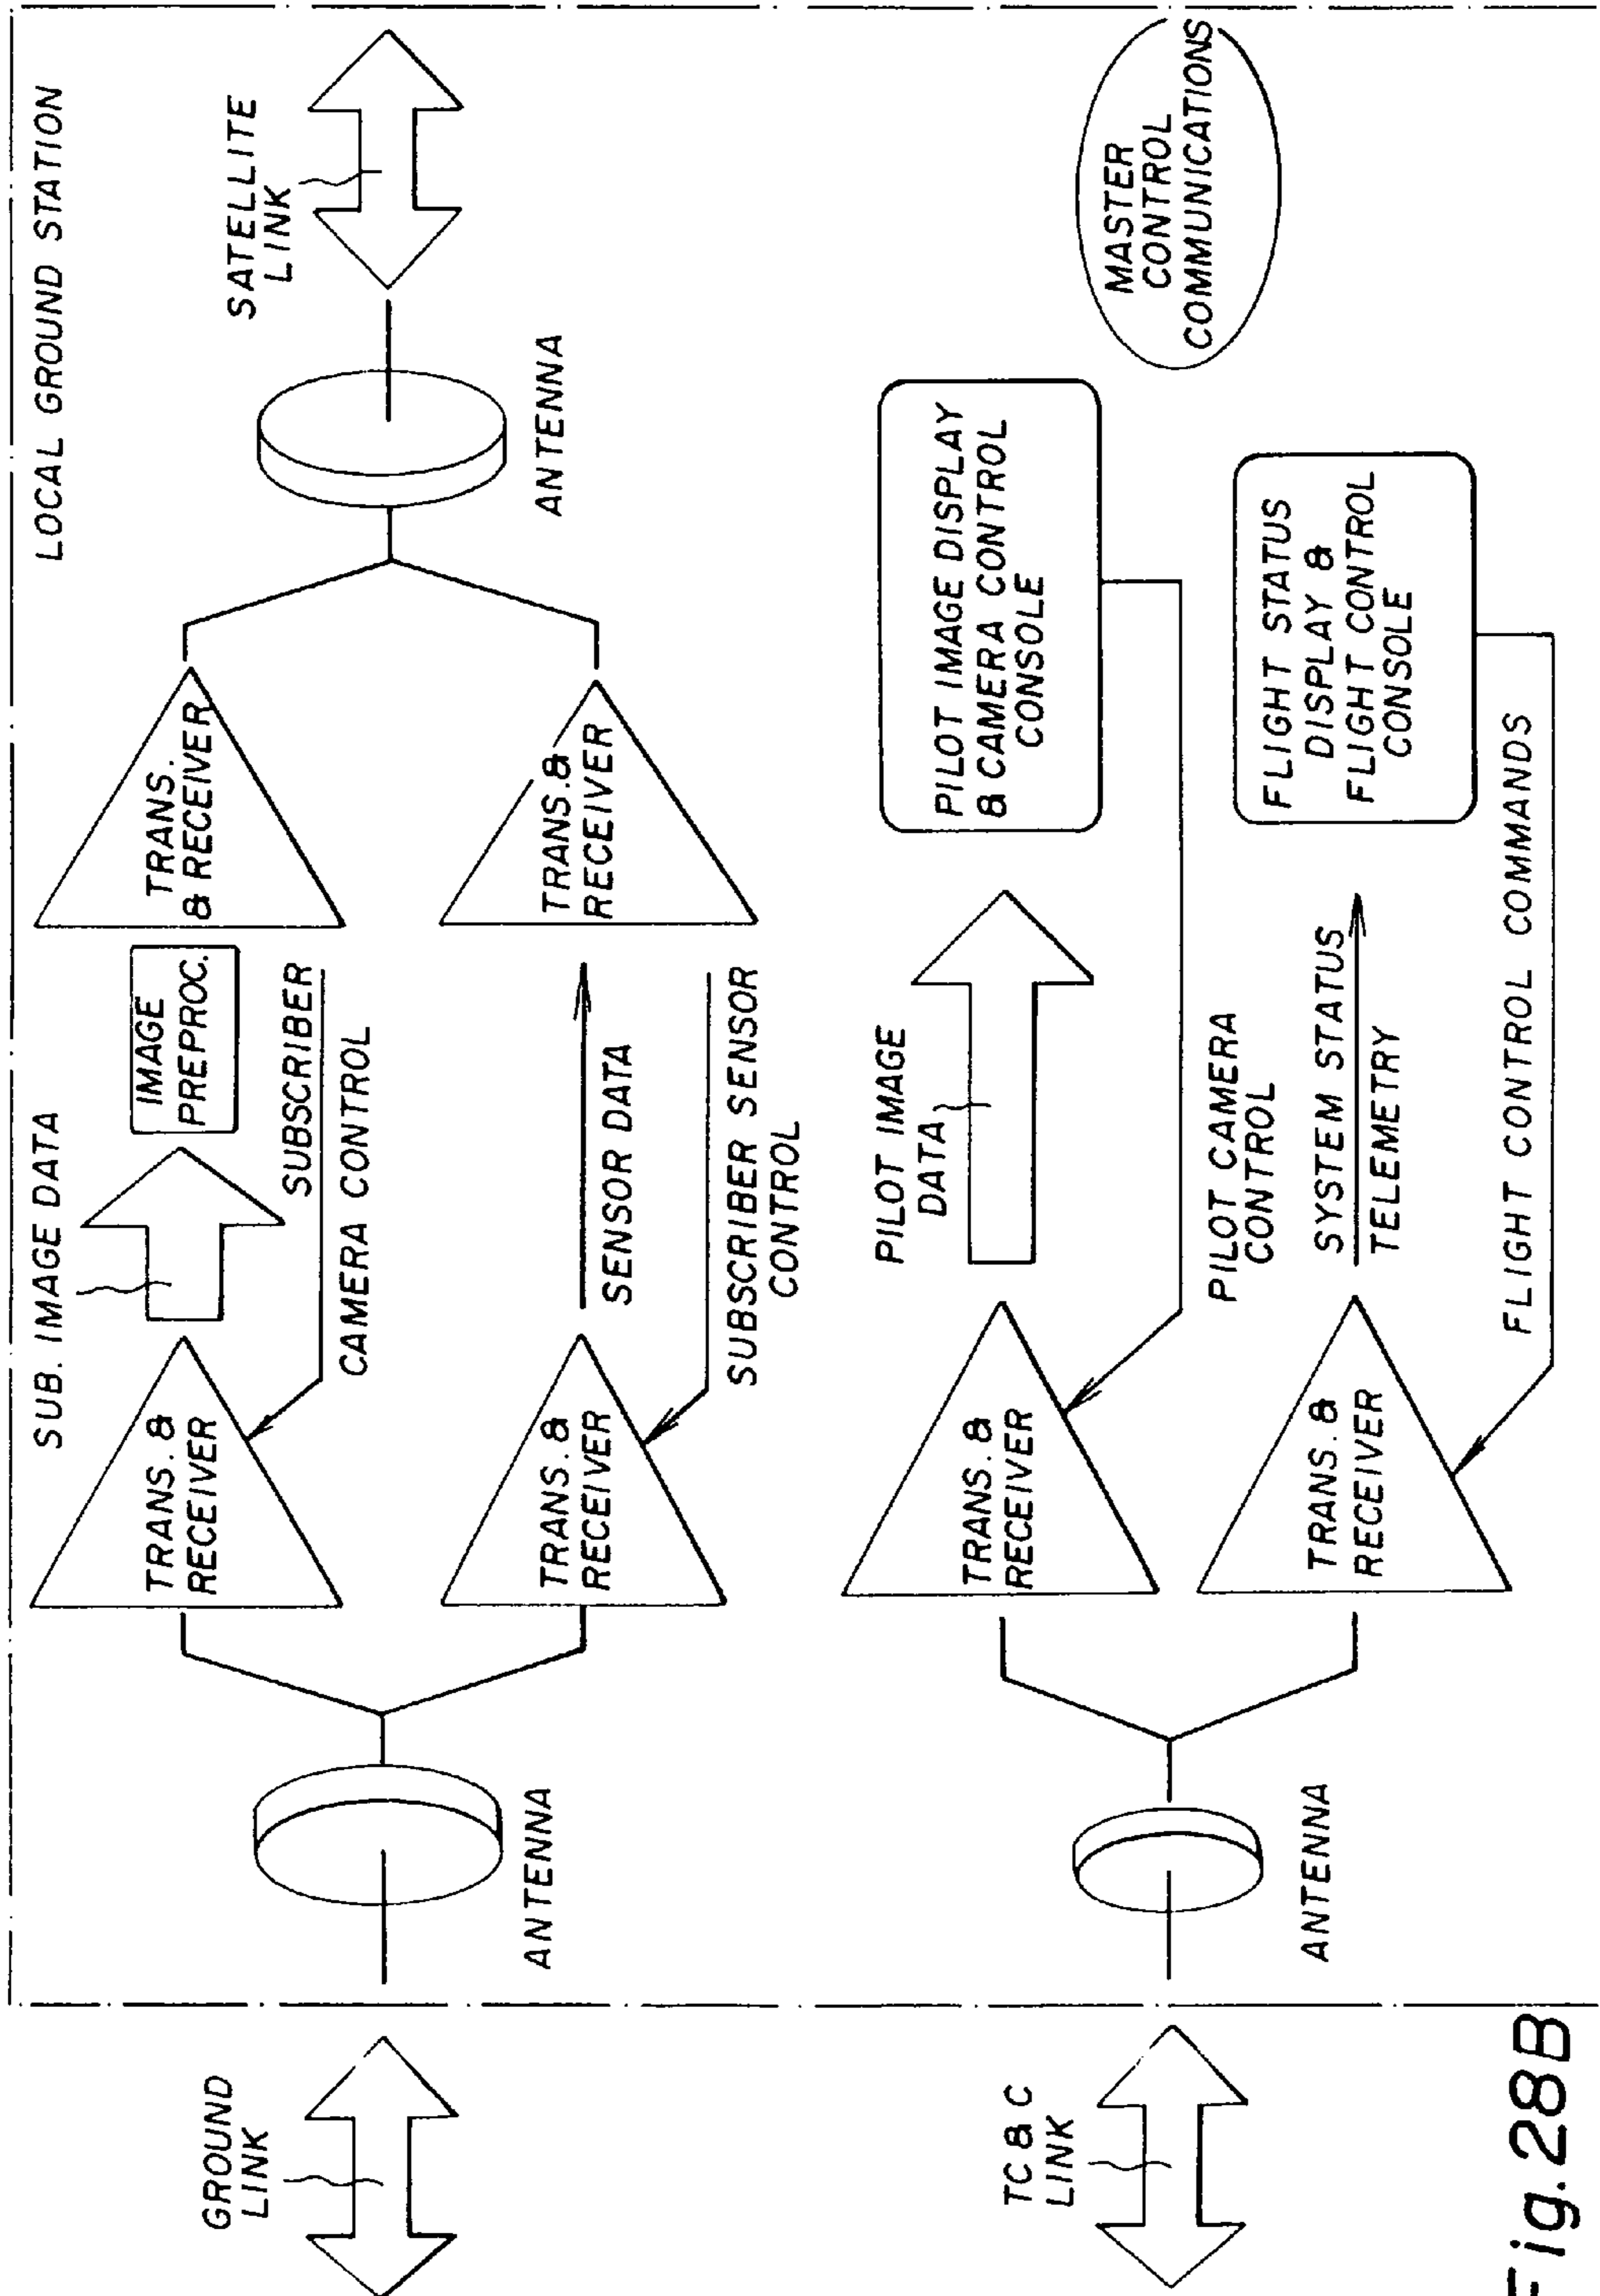 LOCAL GROUND STATION
SUB. IMAGE DATA
GROUND
LINK
ANTENNA
TRANS. &
RECEIVER
IMAGE
PREPROC.
SUBSCRIBER
CAMERA CONTROL
TRANS.
& RECEIVER
TRANS. &
RECEIVER
SENSOR DATA
SUBSCRIBER SENSOR
CONTROL
TRANS. &
RECEIVER
ANTENNA
SATELLITE
LINK
TC & C
LINK
ANTENNA
TRANS. &
RECEIVER
PILOT IMAGE
DATA
PILOT IMAGE DISPLAY
& CAMERA CONTROL
CONSOLE
PILOT CAMERA
CONTROL
MASTER
CONTROL
COMMUNICATIONS
TRANS. &
RECEIVER
SYSTEM STATUS
TELEMETRY
FLIGHT STATUS
DISPLAY &
FLIGHT CONTROL
CONSOLE
FLIGHT CONTROL COMMANDS
Fig. 28B